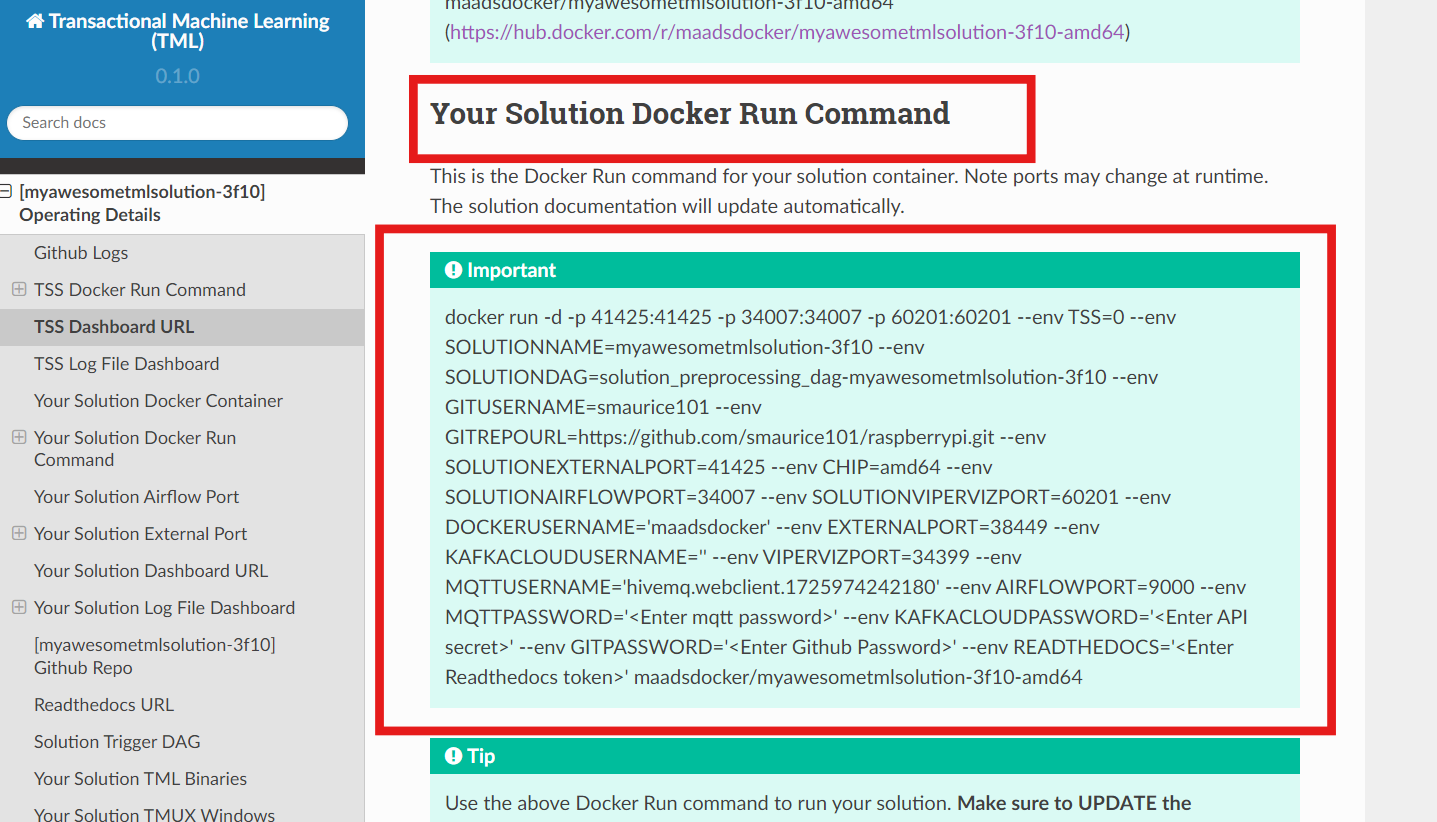 Transactional Machine Learning
(TML)
0.1.0
Search docs
[myawesometmlsolution-3f10]
Operating Details
Github Logs
TSS Docker Run Command
TSS Dashboard URL
TSS Log File Dashboard
Your Solution Docker Container
Your Solution Docker Run
Command
Your Solution Airflow Port
Your Solution External Port
Your Solution Dashboard URL
Your Solution Log File Dashboard
[myawesometmlsolution-3f10]
Github Repo
Readthedocs URL
Solution Trigger DAG
Your Solution TML Binaries
Your Solution TMUX Windows
maadsdocker/myawesometmlsolution-3f10-amd64
(https://hub.docker.com/r/maadsdocker/myawesometmlsolution-3f10-amd64)
Your Solution Docker Run Command
This is the Docker Run command for your solution container. Note ports may change at runtime.
The solution documentation will update automatically.
Important
docker run -d -p 41425:41425 -p 34007:34007 -p 60201:60201 --env TSS=0 --env
SOLUTIONNAME=myawesometmlsolution-3f10 --env
SOLUTIONDAG=solution_preprocessing_dag-myawesometmlsolution-3f10 --env
GITUSERNAME=smaurice101 --env
GITREPOURL=https://github.com/smaurice101/raspberrypi.git --env
SOLUTIONEXTERNALPORT=41425 --env CHIP=amd64 --env
SOLUTIONAIRFLOWPORT=34007 --env SOLUTIONVIPERVIZPORT=60201 --env
DOCKERUSERNAME='maadsdocker' --env EXTERNALPORT=38449 --env
KAFKACLOUDUSERNAME='' --env VIPERVIZPORT=34399 --env
MQTTUSERNAME='hivemq.webclient.1725974242180' --env AIRFLOWPORT=9000 --env
MQTTPASSWORD='<Enter mqtt password>' --env KAFKACLOUDPASSWORD='<Enter API
secret>' --env GITPASSWORD='<Enter Github Password>' --env READTHEDOCS='<Enter
Readthedocs token>' maadsdocker/myawesometmlsolution-3f10-amd64
Tip
Use the above Docker Run command to run your solution. Make sure to UPDATE the